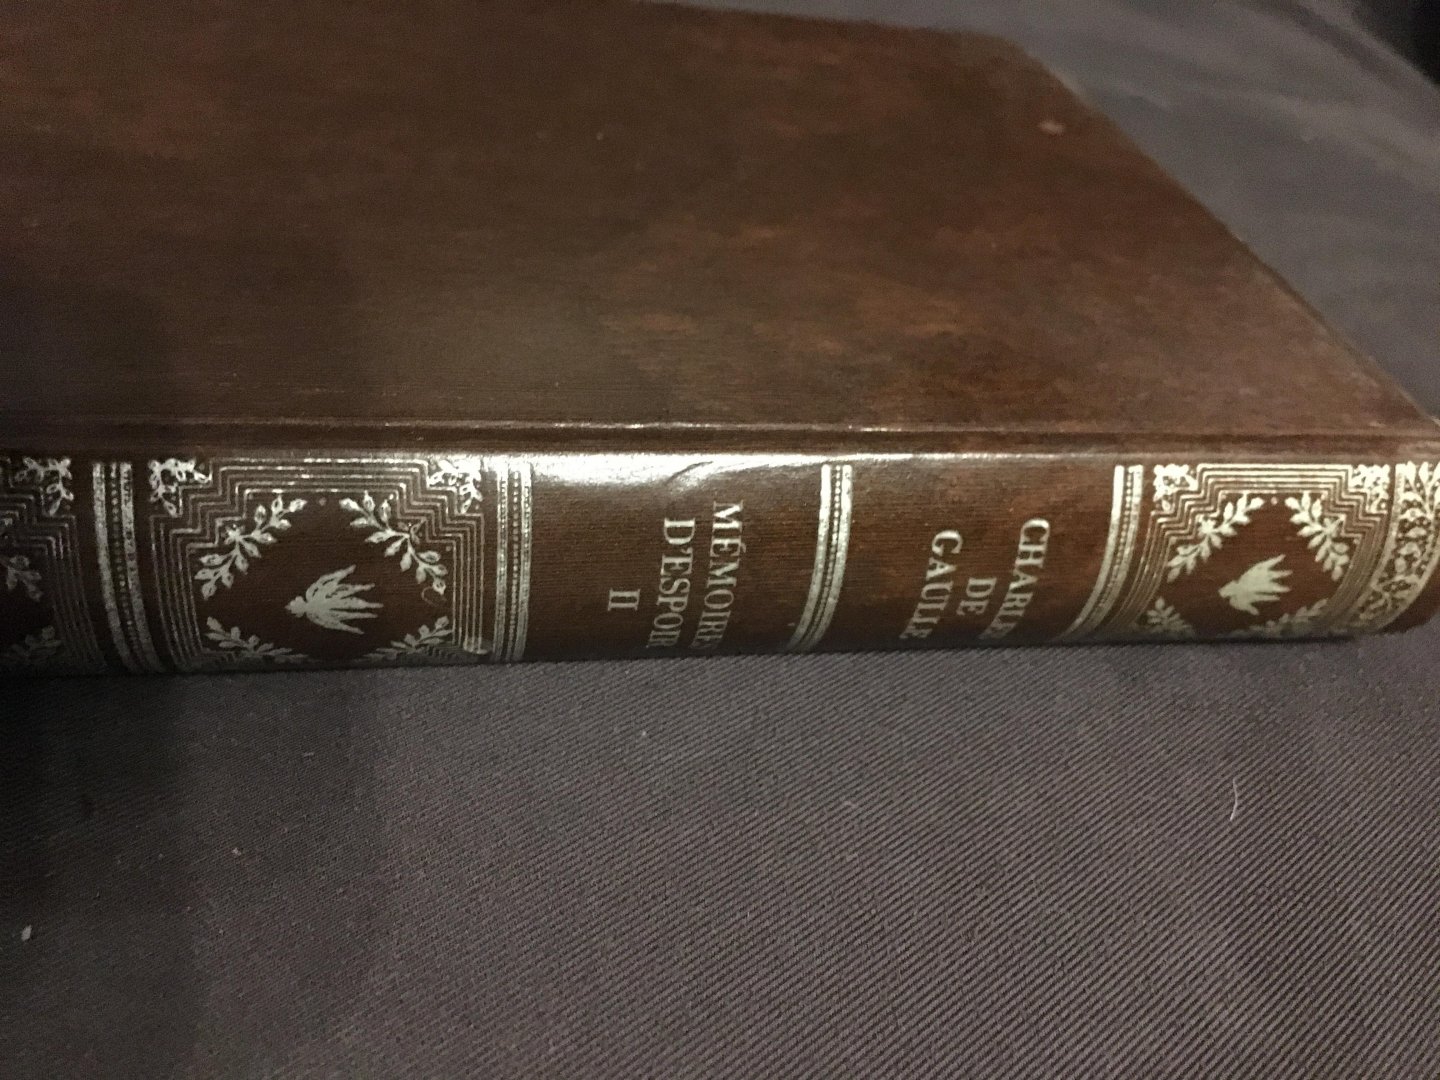 CHARLES
DE
GAULLE
MÉMOIRES
D'ESPOIR
II